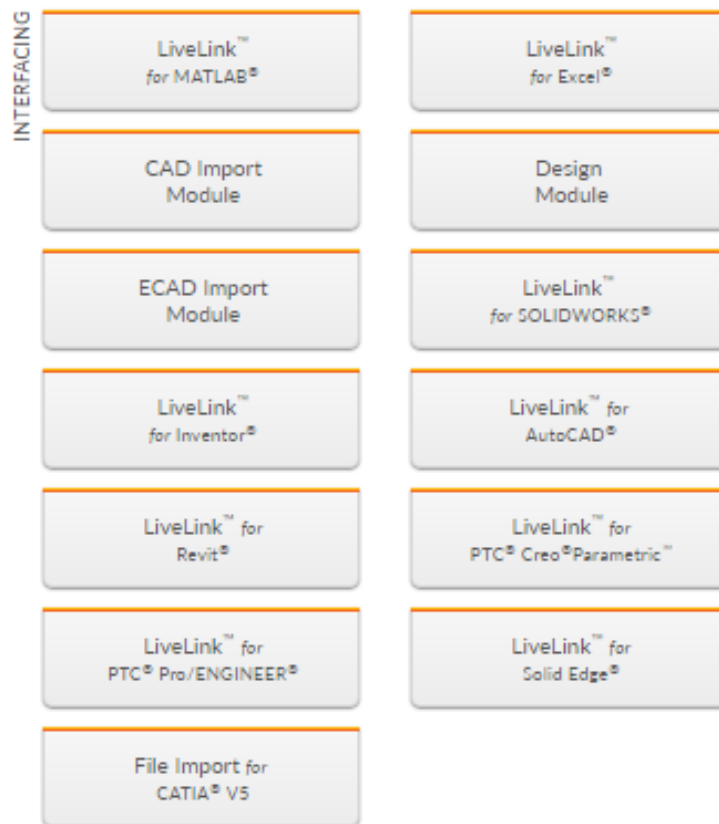 INTERFACING
LiveLink™
for MATLAB®
LiveLink™
for Excel®
CAD Import
Module
Design
Module
ECAD Import
Module
LiveLink™
for SOLIDWORKS®
LiveLink™
for Inventor®
LiveLink™ for
AutoCAD®
LiveLink™ for
Revit®
LiveLink™ for
PTC® Creo®Parametric™
LiveLink™ for
PTC® Pro/ENGINEER®
LiveLink™ for
Solid Edge®
File Import for
CATIA® V5